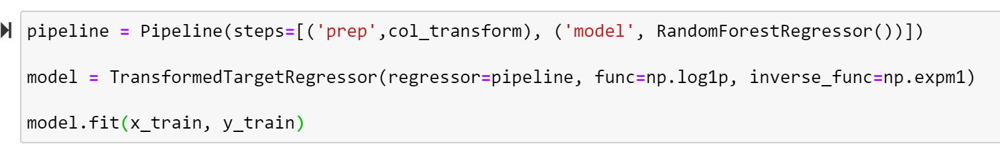 pipeline = Pipeline(steps=[('prep',col_transform), ('model', RandomForestRegressor())])
model = TransformedTargetRegressor(regressor=pipeline, func=np.log1p, inverse_func=np.expm1)
model.fit(x_train, y_train)